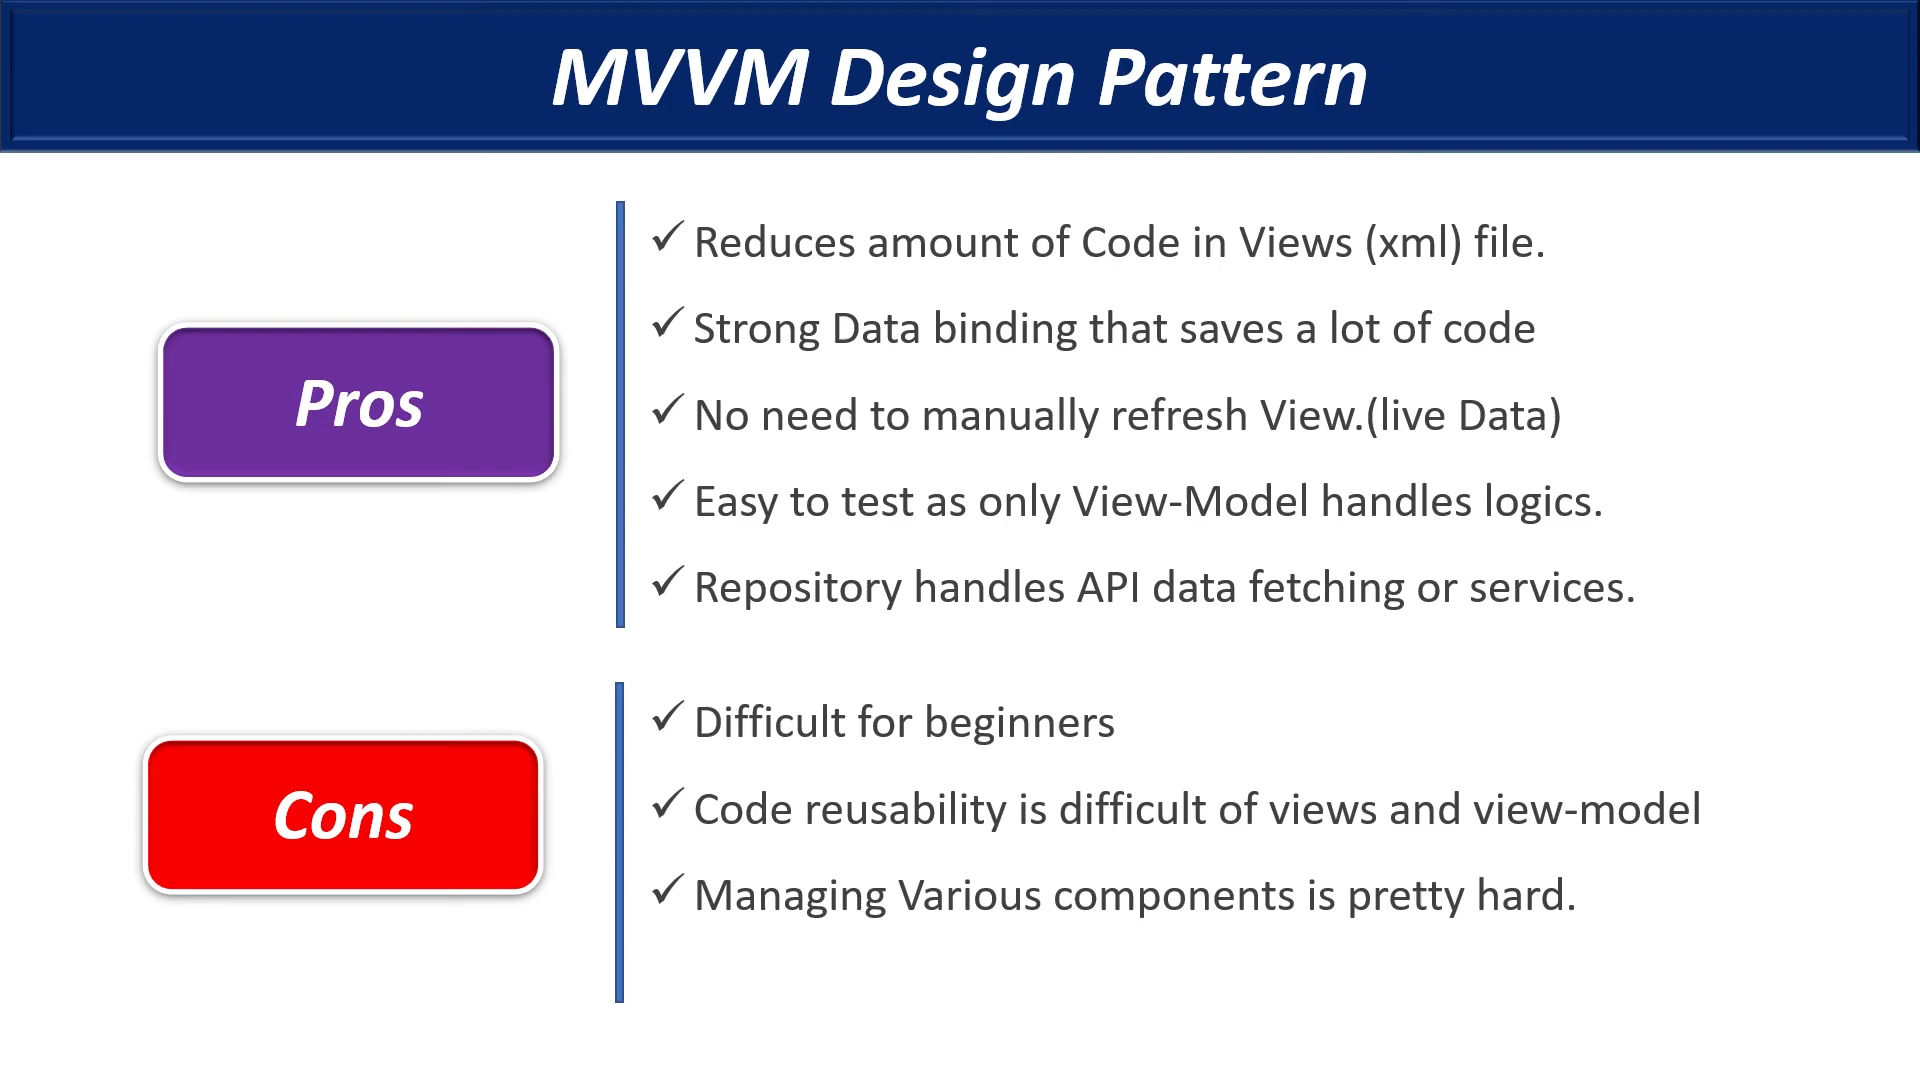 MVVM Design Pattern
Pros
✓ Reduces amount of Code in Views (xml) file.
✓ Strong Data binding that saves a lot of code
✓ No need to manually refresh View.(live Data)
✓ Easy to test as only View-Model handles logics.
✓ Repository handles API data fetching or services.
Cons
✓ Difficult for beginners
✓ Code reusability is difficult of views and view-model
✓ Managing Various components is pretty hard.